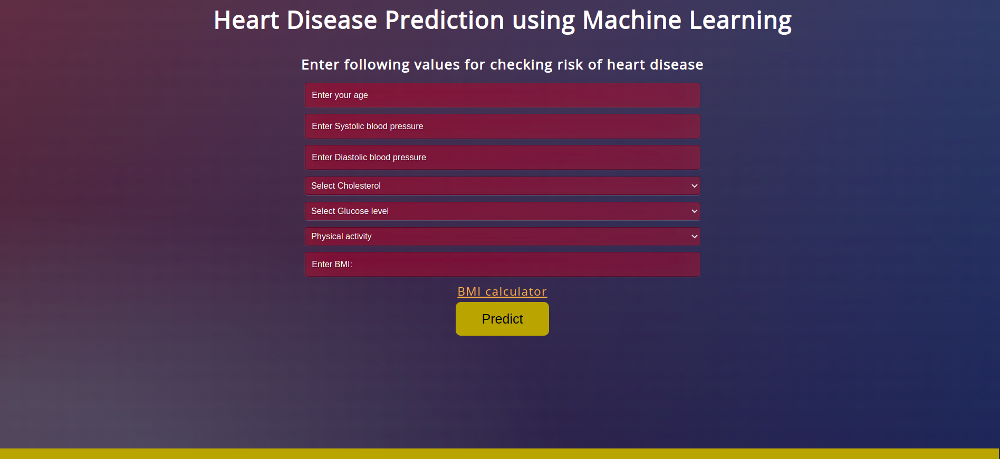 Heart Disease Prediction using Machine Learning
Enter following values for checking risk of heart disease
Enter your age
Enter Systolic blood pressure
Enter Diastolic blood pressure
Select Cholesterol
Select Glucose level
Physical activity
Enter BMI:
BMI calculator
Predict